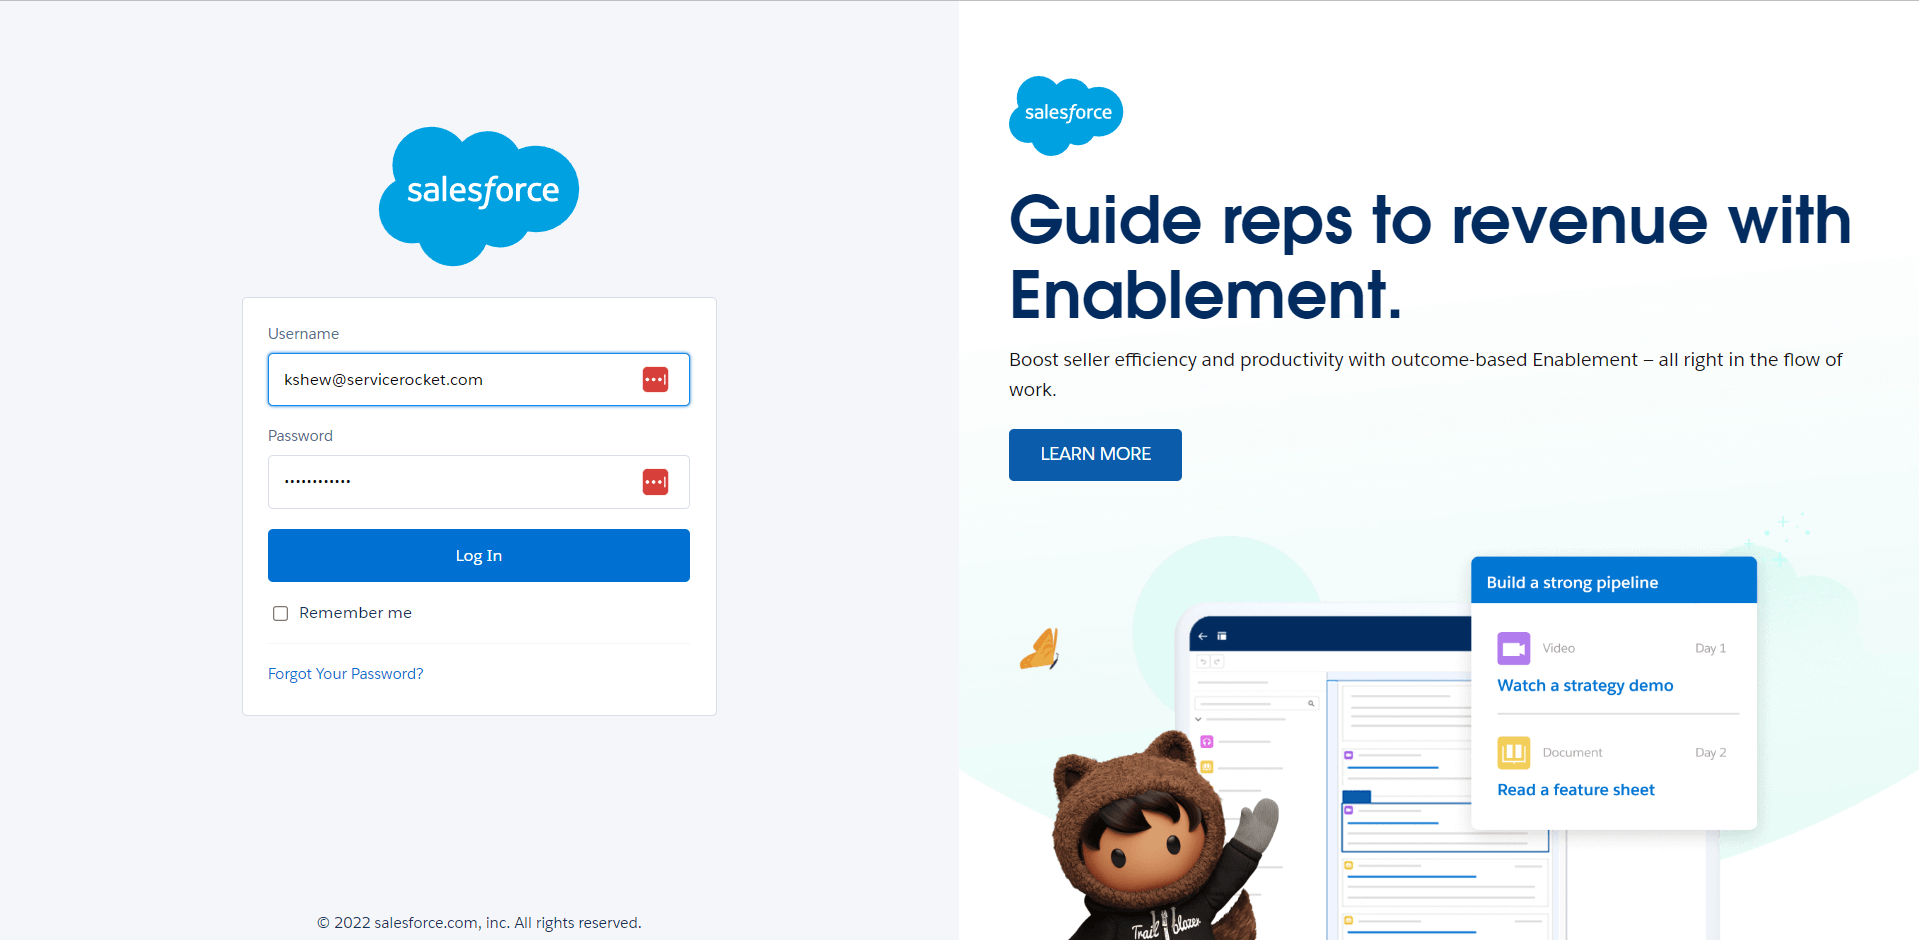 salesforce
Username
kshew@servicerocket.com
Password
••••••••••••
Log In
Remember me
Forgot Your Password?
© 2022 salesforce.com, inc. All rights reserved.
salesforce
Guide reps to revenue with
Enablement.
Boost seller efficiency and productivity with outcome-based Enablement – all right in the flow of
work.
LEARN MORE
Build a strong pipeline
Video Day 1
Watch a strategy demo
Document Day 2
Read a feature sheet
Trail blazer